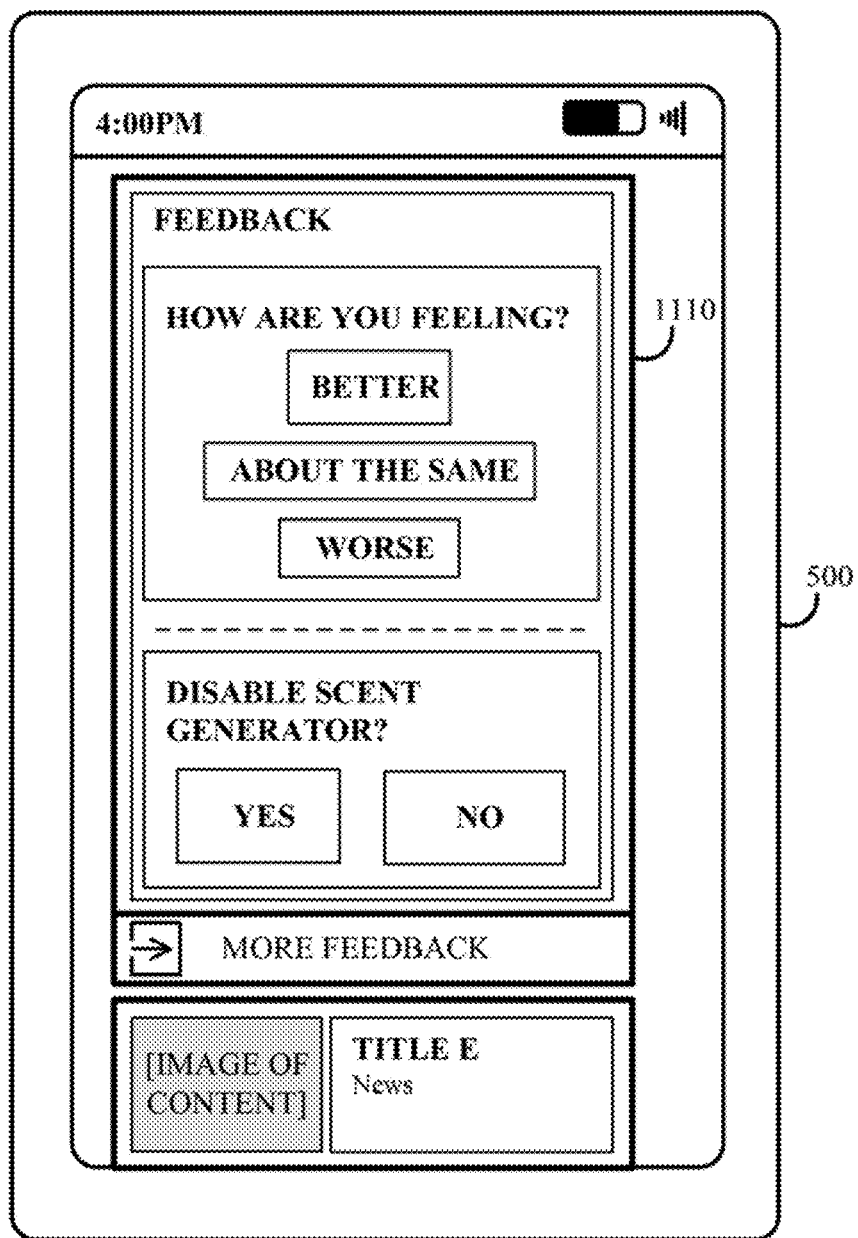 4:00PM
FEEDBACK
HOW ARE YOU FEELING?
1110
BETTER
ABOUT THE SAME
WORSE
500
DISABLE SCENT
GENERATOR?
YES NO
MORE FEEDBACK
[IMAGE OF
CONTENT]
TITLE E
News